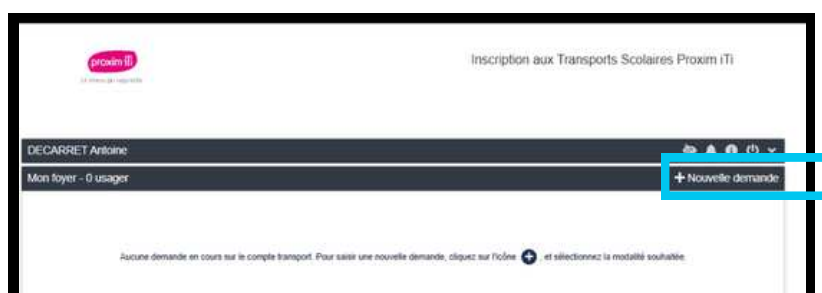 proxim iTi
Inscription aux Transports Scolaires Proxim iTi
DECARRET Antoine
Mon foyer - 0 usager
+ Nouvelle demande
Aucune demande en cours sur le compte transport. Pour saisir une nouvelle demande, cliquez sur l'icône + , et sélectionnez la modalité souhaitée.